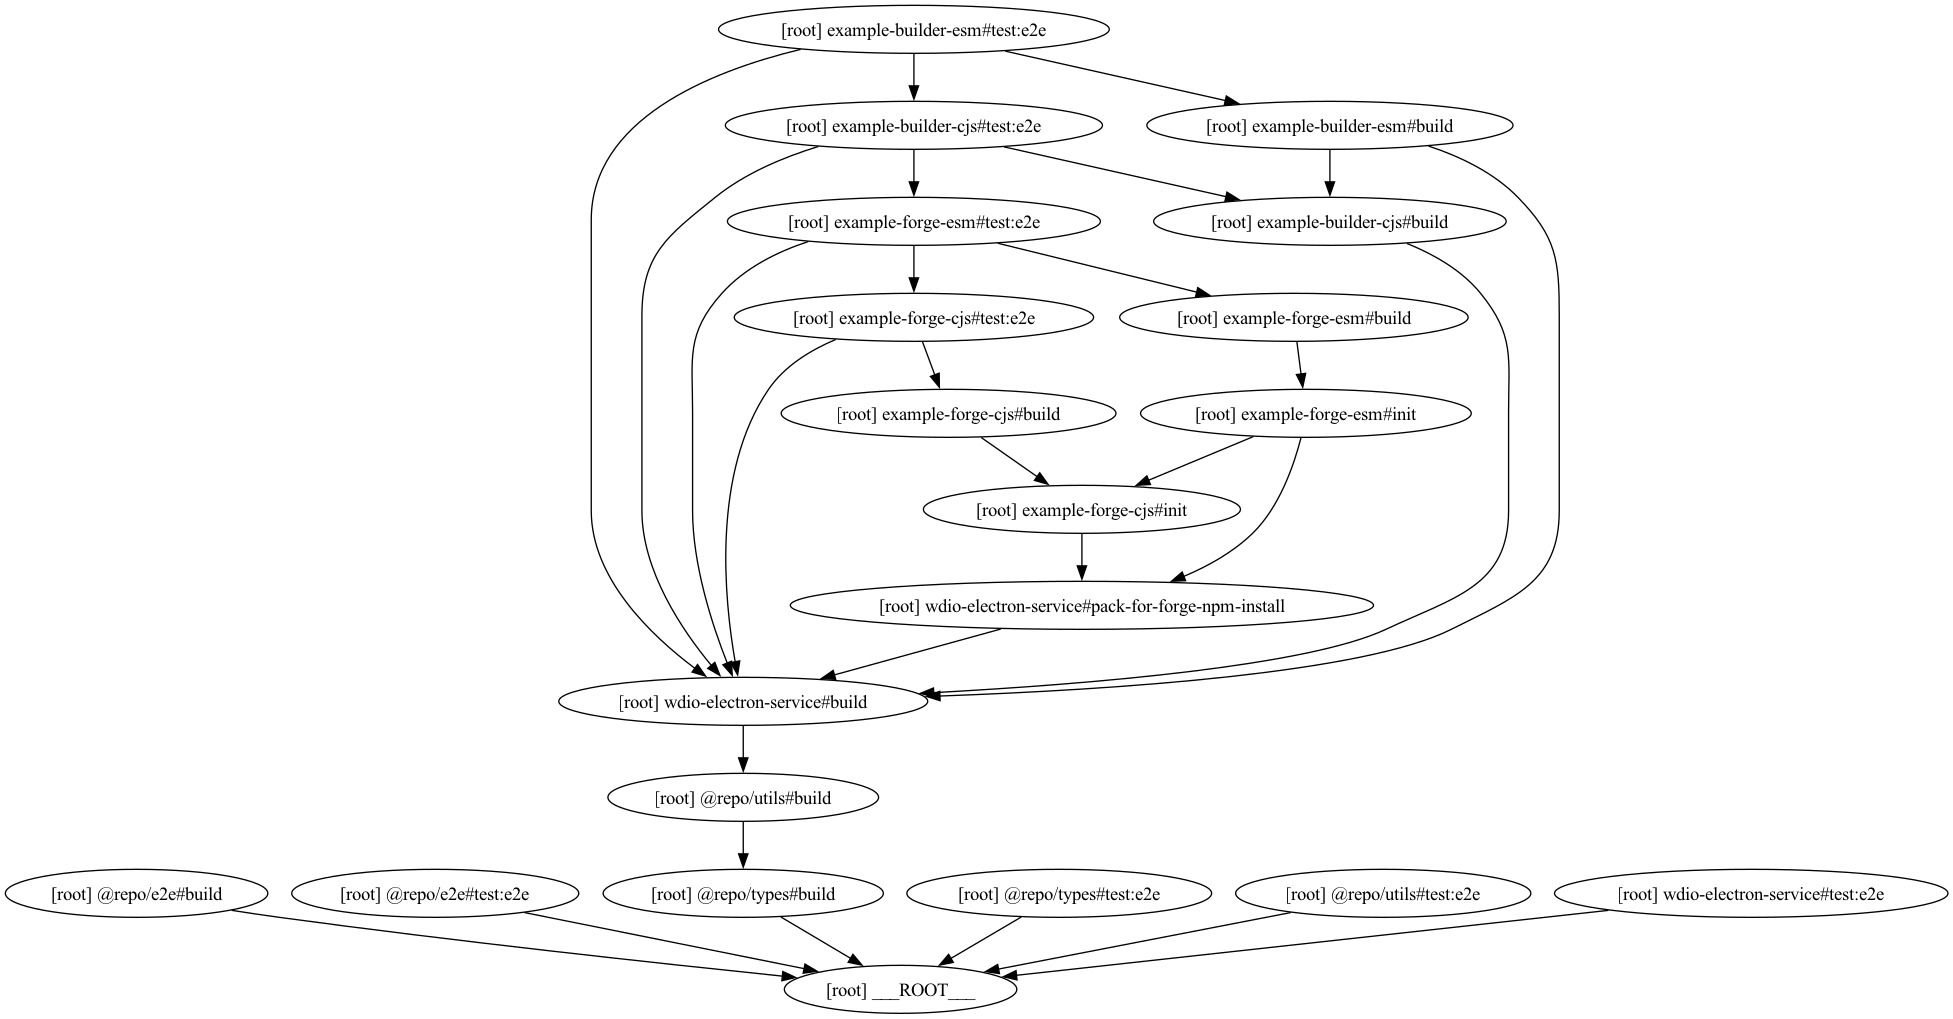 [root] example-builder-esm#test:e2e
[root] example-builder-cjs#test:e2e
[root] example-builder-esm#build
[root] example-forge-esm#test:e2e
[root] example-builder-cjs#build
[root] example-forge-cjs#test:e2e
[root] example-forge-esm#build
[root] example-forge-cjs#build
[root] example-forge-esm#init
[root] example-forge-cjs#init
[root] wdio-electron-service#pack-for-forge-npm-install
[root] wdio-electron-service#build
[root] @repo/utils#build
[root] @repo/e2e#build
[root] @repo/e2e#test:e2e
[root] @repo/types#build
[root] @repo/types#test:e2e
[root] @repo/utils#test:e2e
[root] wdio-electron-service#test:e2e
[root] ___ROOT___